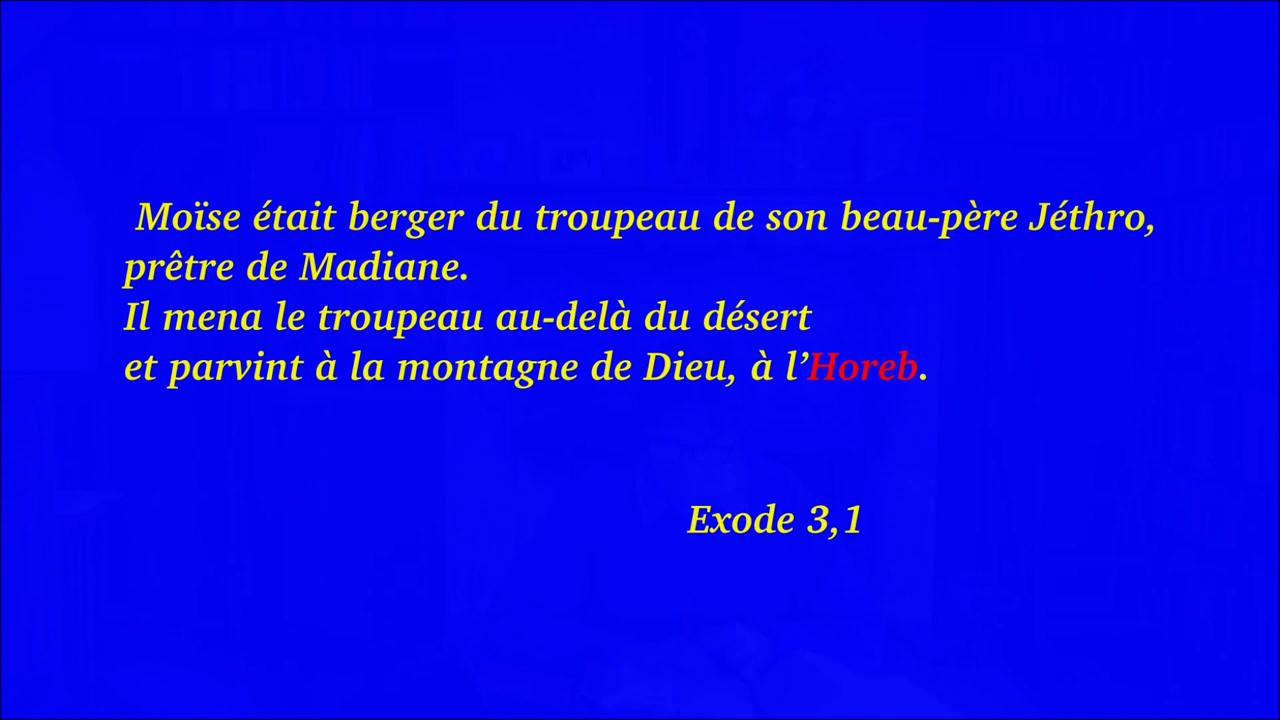 Moïse était berger du troupeau de son beau-père Jéthro,
prêtre de Madiane.
Il mena le troupeau au-delà du désert
et parvint à la montagne de Dieu, à l’Horeb.
Exode 3,1